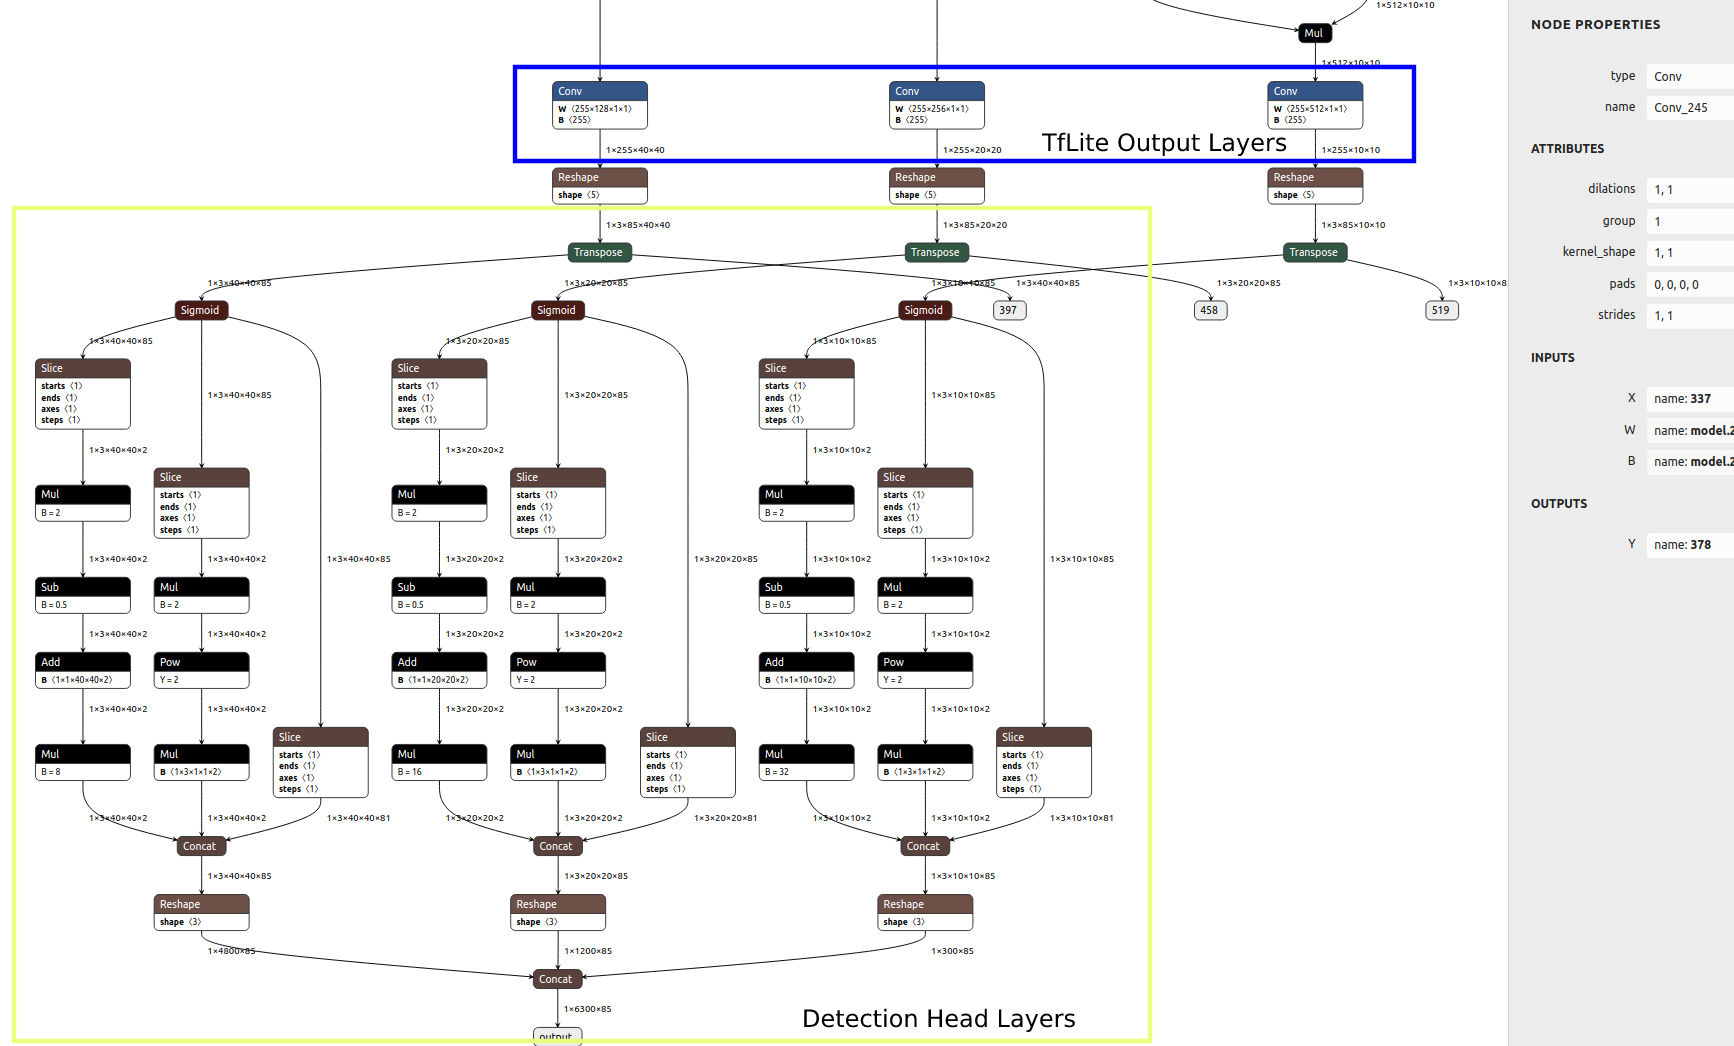 1×512×10×10
Mul
1×512×10×10
Conv
W ⟨255×128×1×1⟩
B ⟨255⟩
Conv
W ⟨255×256×1×1⟩
B ⟨255⟩
Conv
W ⟨255×512×1×1⟩
B ⟨255⟩
TfLite Output Layers
1×255×40×40
1×255×20×20
1×255×10×10
Reshape
shape ⟨5⟩
Reshape
shape ⟨5⟩
Reshape
shape ⟨5⟩
1×3×85×40×40
1×3×85×20×20
1×3×85×10×10
Transpose
Transpose
Transpose
1×3×40×40×85
1×3×20×20×85
1×3×10×10×85
1×3×40×40×85
1×3×20×20×85
1×3×10×10×8
Sigmoid
Sigmoid
Sigmoid
397
458
519
1×3×40×40×85
1×3×20×20×85
1×3×10×10×85
Slice
starts ⟨1⟩
ends ⟨1⟩
axes ⟨1⟩
steps ⟨1⟩
1×3×40×40×85
Slice
starts ⟨1⟩
ends ⟨1⟩
axes ⟨1⟩
steps ⟨1⟩
1×3×20×20×85
Slice
starts ⟨1⟩
ends ⟨1⟩
axes ⟨1⟩
steps ⟨1⟩
1×3×10×10×85
1×3×40×40×2
1×3×20×20×2
1×3×10×10×2
Mul
B = 2
Slice
starts ⟨1⟩
ends ⟨1⟩
axes ⟨1⟩
steps ⟨1⟩
Mul
B = 2
Slice
starts ⟨1⟩
ends ⟨1⟩
axes ⟨1⟩
steps ⟨1⟩
Mul
B = 2
Slice
starts ⟨1⟩
ends ⟨1⟩
axes ⟨1⟩
steps ⟨1⟩
1×3×40×40×2
1×3×40×40×2
1×3×40×40×85
1×3×20×20×2
1×3×20×20×2
1×3×20×20×85
1×3×10×10×2
1×3×10×10×2
1×3×10×10×85
Sub
B = 0.5
Mul
B = 2
Sub
B = 0.5
Mul
B = 2
Sub
B = 0.5
Mul
B = 2
1×3×40×40×2
1×3×40×40×2
1×3×20×20×2
1×3×20×20×2
1×3×10×10×2
1×3×10×10×2
Add
B ⟨1×1×40×40×2⟩
Pow
Y = 2
Add
B ⟨1×1×20×20×2⟩
Pow
Y = 2
Add
B ⟨1×1×10×10×2⟩
Pow
Y = 2
1×3×40×40×2
1×3×40×40×2
1×3×20×20×2
1×3×20×20×2
1×3×10×10×2
1×3×10×10×2
Mul
B = 8
Mul
B ⟨1×3×1×1×2⟩
Slice
starts ⟨1⟩
ends ⟨1⟩
axes ⟨1⟩
steps ⟨1⟩
Mul
B = 16
Mul
B ⟨1×3×1×1×2⟩
Slice
starts ⟨1⟩
ends ⟨1⟩
axes ⟨1⟩
steps ⟨1⟩
Mul
B = 32
Mul
B ⟨1×3×1×1×2⟩
Slice
starts ⟨1⟩
ends ⟨1⟩
axes ⟨1⟩
steps ⟨1⟩
1×3×40×40×2
1×3×40×40×2
1×3×40×40×81
1×3×20×20×2
1×3×20×20×2
1×3×20×20×81
1×3×10×10×2
1×3×10×10×2
1×3×10×10×81
Concat
Concat
Concat
1×3×40×40×85
1×3×20×20×85
1×3×10×10×85
Reshape
shape ⟨3⟩
Reshape
shape ⟨3⟩
Reshape
shape ⟨3⟩
1×4800×85
1×1200×85
1×300×85
Concat
1×6300×85
output
Detection Head Layers
NODE PROPERTIES
type Conv
name Conv_245
ATTRIBUTES
dilations 1, 1
group 1
kernel_shape 1, 1
pads 0, 0, 0, 0
strides 1, 1
INPUTS
X name: 337
W name: model.2
B name: model.2
OUTPUTS
Y name: 378